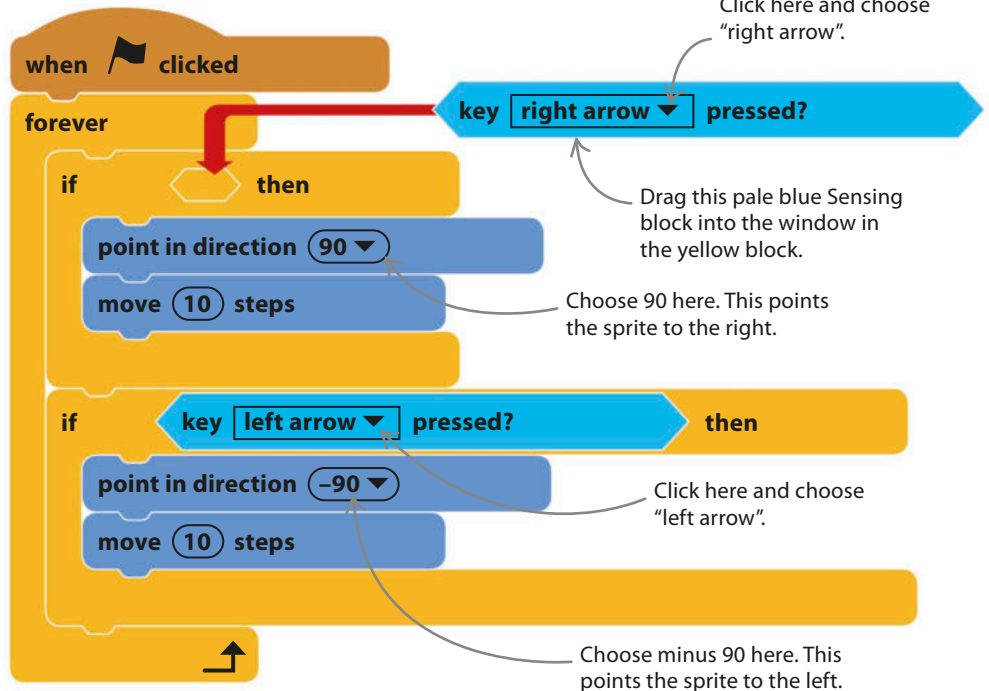 Click here and choose
"right arrow".
when clicked
key right arrow pressed?
forever
if then
Drag this pale blue Sensing
block into the window in
the yellow block.
point in direction 90
move 10 steps
Choose 90 here. This points
the sprite to the right.
if key left arrow pressed? then
point in direction –90
move 10 steps
Click here and choose
"left arrow".
Choose minus 90 here. This
points the sprite to the left.